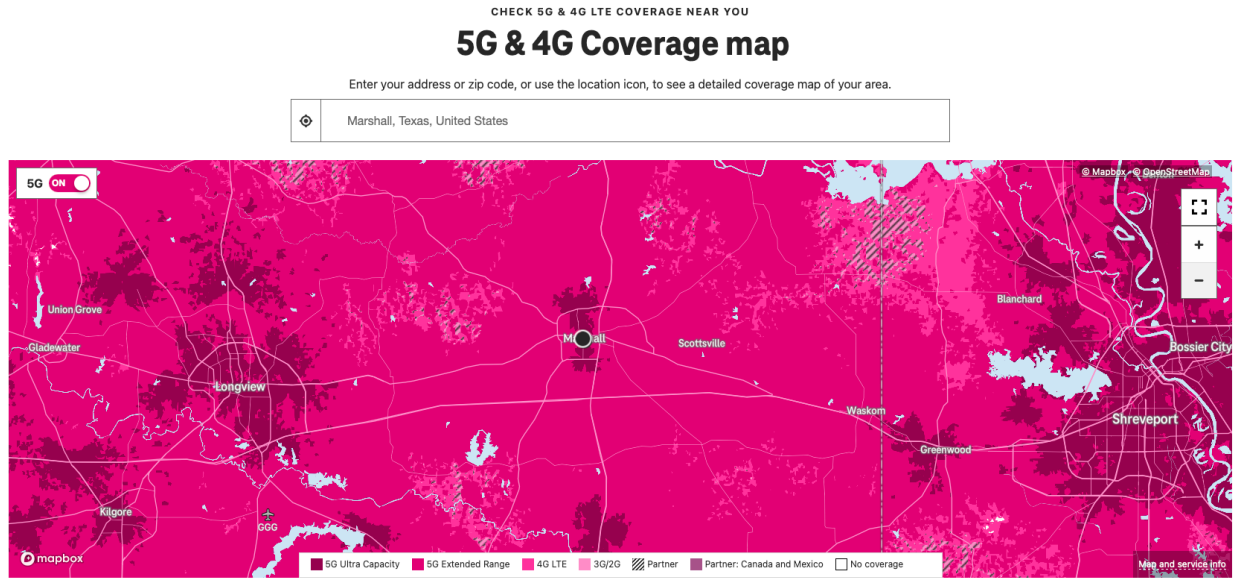 CHECK 5G & 4G LTE COVERAGE NEAR YOU
5G & 4G Coverage map
Enter your address or zip code, or use the location icon, to see a detailed coverage map of your area.
Marshall, Texas, United States
5G ON
© Mapbox © OpenStreetMap
Union Grove
Blanchard
Gladewater
Scottsville
Bossier City
Longview
Waskom
Shreveport
Greenwood
Kilgore
GGG
mapbox
5G Ultra Capacity 5G Extended Range 4G LTE 3G/2G Partner Partner: Canada and Mexico No coverage
Map and service info